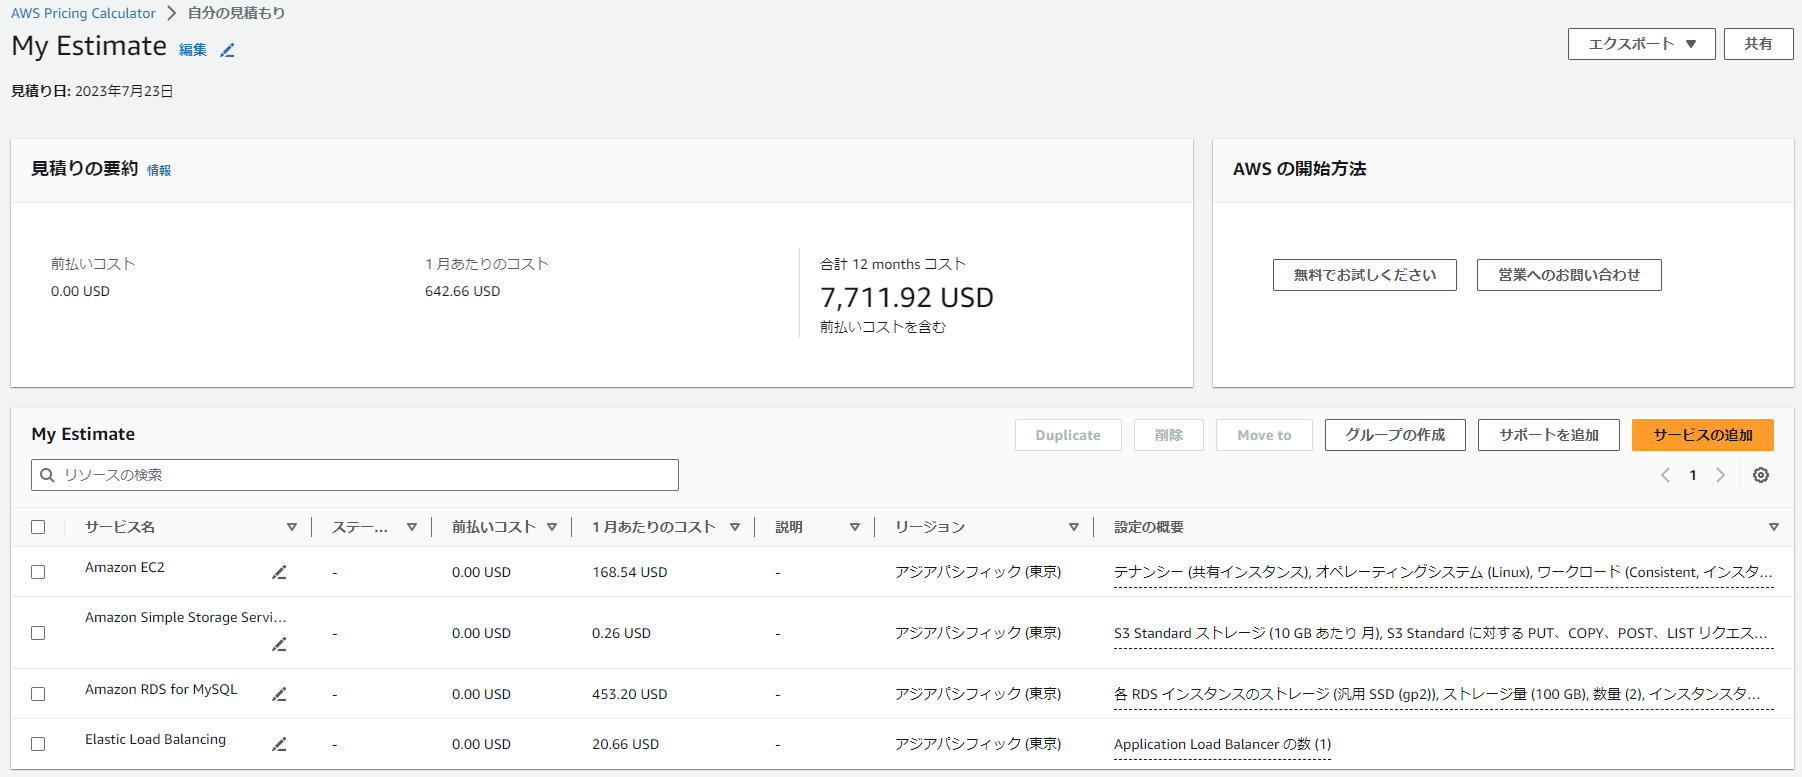 AWS Pricing Calculator > 自分の見積もり
My Estimate 編集
エクスポート ▼ 共有
見積り日: 2023年7月23日
見積りの要約 情報
AWS の開始方法
前払いコスト
0.00 USD
1 月あたりのコスト
642.66 USD
合計 12 months コスト
7,711.92 USD
前払いコストを含む
無料でお試しください 営業へのお問い合わせ
My Estimate
Duplicate 削除 Move to グループの作成 サポートを追加 サービスの追加
リソースの検索
< 1 >
サービス名 ステー... 前払いコスト 1 月あたりのコスト 説明 リージョン 設定の概要
Amazon EC2 - 0.00 USD 168.54 USD - アジアパシフィック (東京) テナンシー (共有インスタンス), オペレーティングシステム (Linux), ワークロード (Consistent, インスタ...
Amazon Simple Storage Servi... - 0.00 USD 0.26 USD - アジアパシフィック (東京) S3 Standard ストレージ (10 GB あたり 月), S3 Standard に対する PUT、COPY、POST、LIST リクエス...
Amazon RDS for MySQL - 0.00 USD 453.20 USD - アジアパシフィック (東京) 各 RDS インスタンスのストレージ (汎用 SSD (gp2)), ストレージ量 (100 GB), 数量 (2), インスタンスタ...
Elastic Load Balancing - 0.00 USD 20.66 USD - アジアパシフィック (東京) Application Load Balancer の数 (1)